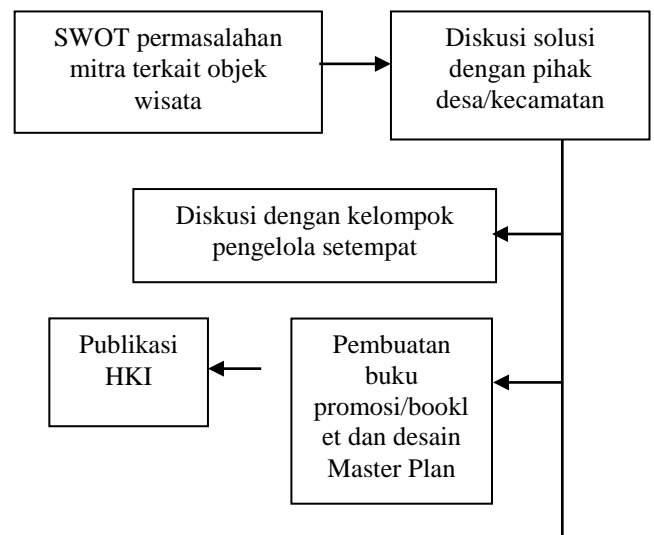 SWOT permasalahan
mitra terkait objek
wisata
Diskusi solusi
dengan pihak
desa/kecamatan
Diskusi dengan kelompok
pengelola setempat
Publikasi
HKI
Pembuatan
buku
promosi/bookl
et dan desain
Master Plan